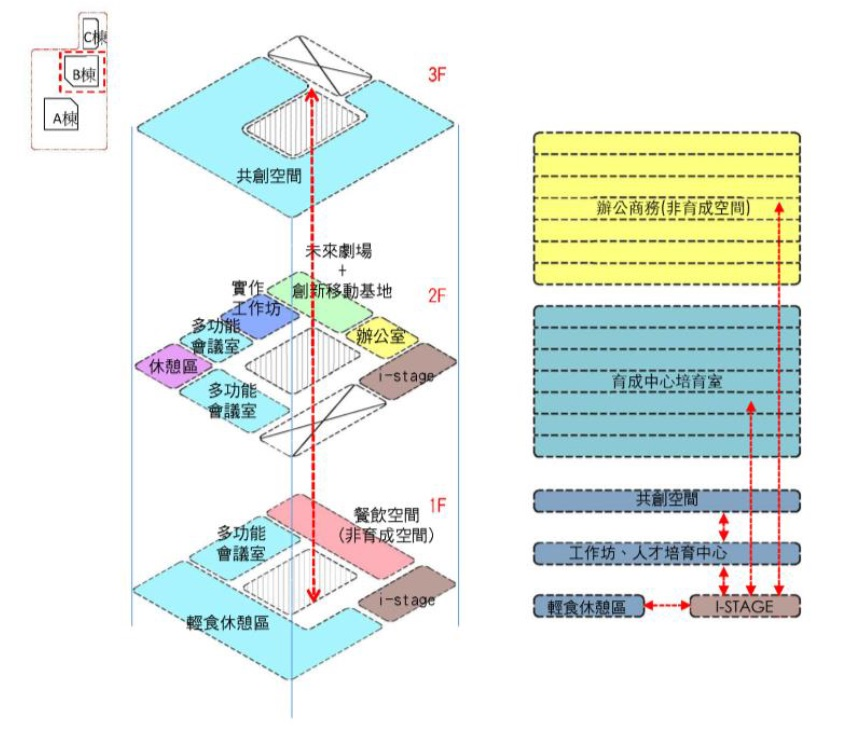 C棟
B棟
A棟
3F
共創空間
未來劇場
+
創新移動基地
2F
實作
工作坊
多功能
會議室
辦公室
休憩區
i-stage
多功能
會議室
1F
餐飲空間
(非育成空間)
多功能
會議室
i-stage
輕食休憩區
辦公商務(非育成空間)
育成中心培育室
共創空間
工作坊、人才培育中心
輕食休憩區
I-STAGE